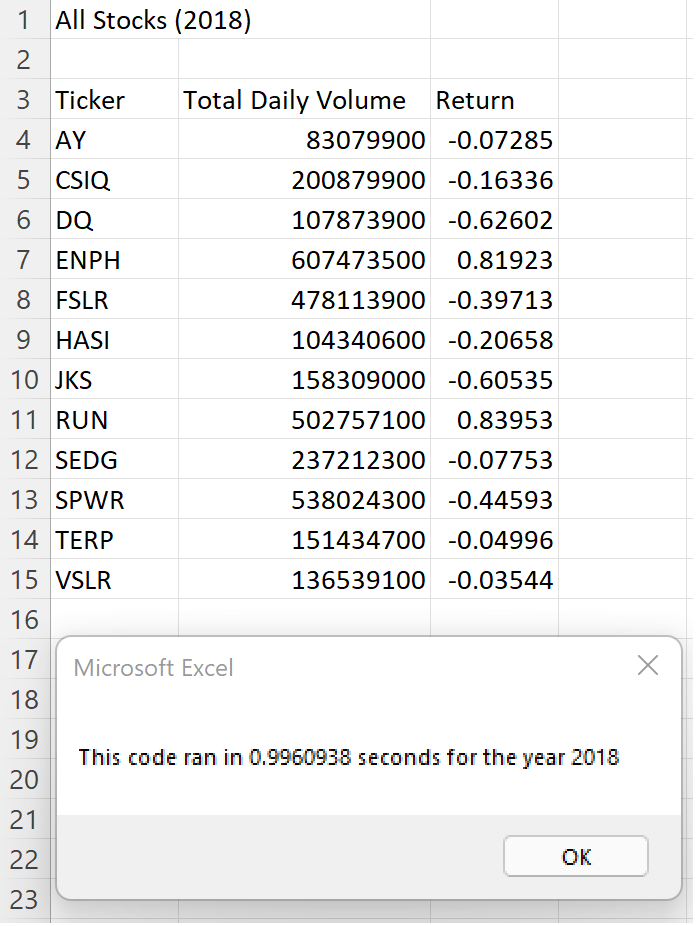 1 All Stocks (2018)
2
3 Ticker Total Daily Volume Return
4 AY 83079900 -0.07285
5 CSIQ 200879900 -0.16336
6 DQ 107873900 -0.62602
7 ENPH 607473500 0.81923
8 FSLR 478113900 -0.39713
9 HASI 104340600 -0.20658
10 JKS 158309000 -0.60535
11 RUN 502757100 0.83953
12 SEDG 237212300 -0.07753
13 SPWR 538024300 -0.44593
14 TERP 151434700 -0.04996
15 VSLR 136539100 -0.03544
16
17 Microsoft Excel
18
19 This code ran in 0.9960938 seconds for the year 2018
20
21
22 OK
23